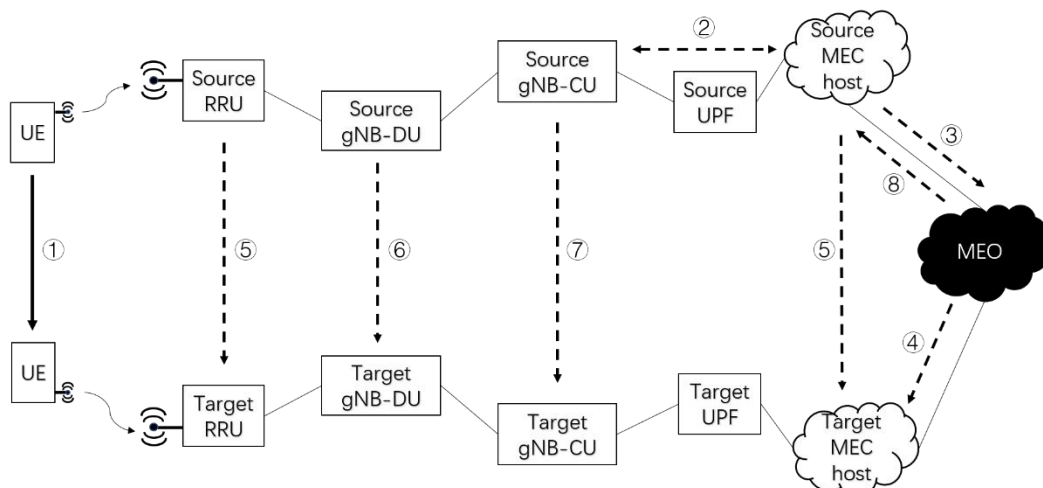 ②
Source
MEC
host
Source
RRU
Source
gNB-CU
Source
UPF
Source
gNB-DU
UE
③
⑧
①
⑤
⑥
⑦
⑤
MEO
④
UE
Target
RRU
Target
gNB-DU
Target
gNB-CU
Target
UPF
Target
MEC
host